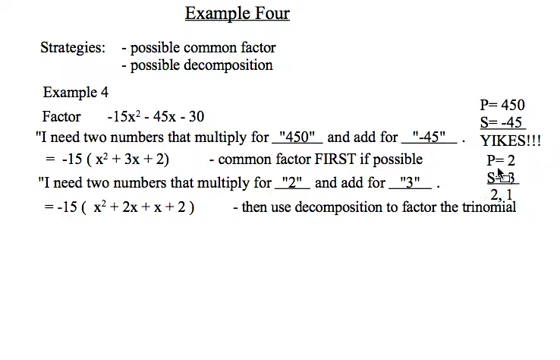 Example Four
Strategies: - possible common factor
- possible decomposition
Example 4
Factor -15x² - 45x - 30
"I need two numbers that multiply for "450" and add for "-45" .
= -15 ( x² + 3x + 2) - common factor FIRST if possible
"I need two numbers that multiply for "2" and add for "3" .
= -15 ( x² + 2x + x + 2 ) - then use decomposition to factor the trinomial
P= 450
S= -45
YIKES!!!
P= 2
S= 3
2, 1